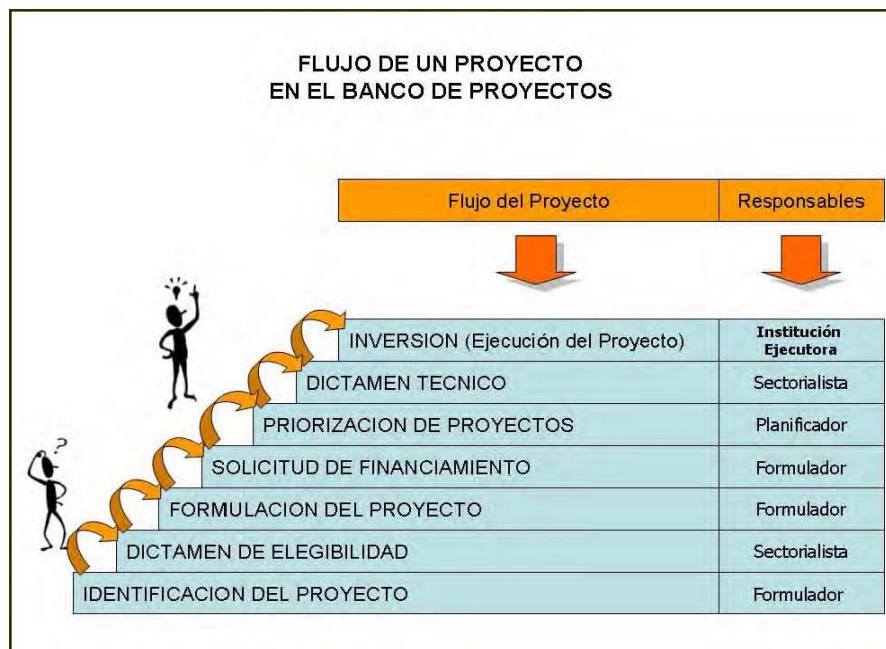 FLUJO DE UN PROYECTO
EN EL BANCO DE PROYECTOS
Flujo del Proyecto
Responsables
INVERSION (Ejecución del Proyecto)
Institución
Ejecutora
DICTAMEN TECNICO
Sectorialista
PRIORIZACION DE PROYECTOS
Planificador
SOLICITUD DE FINANCIAMIENTO
Formulador
FORMULACION DEL PROYECTO
Formulador
DICTAMEN DE ELEGIBILIDAD
Sectorialista
IDENTIFICACION DEL PROYECTO
Formulador
?